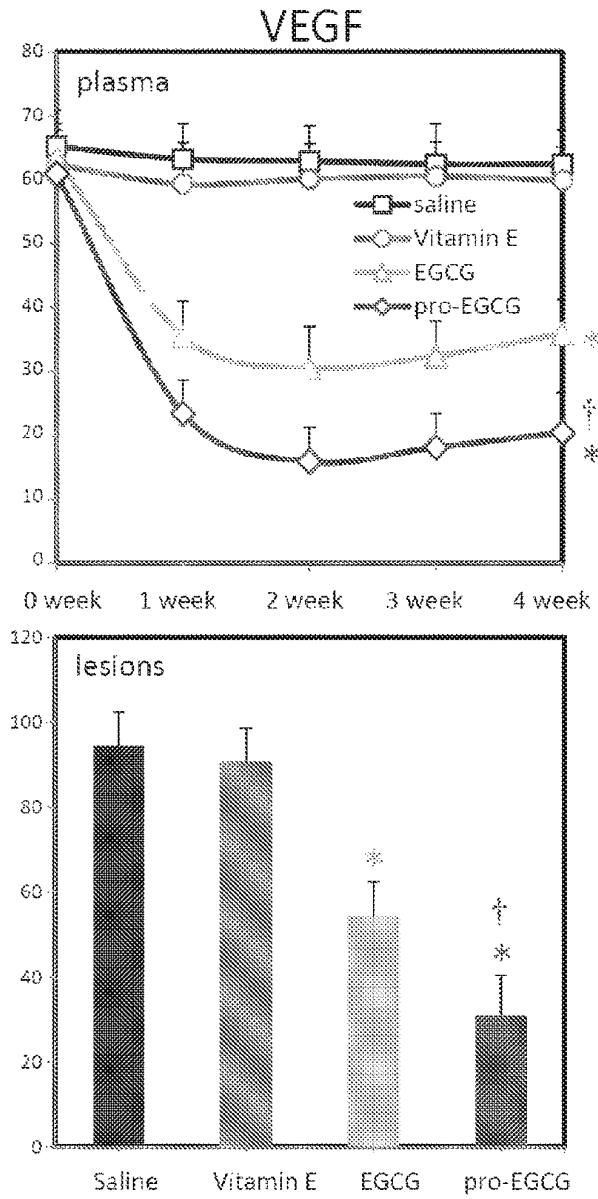 VEGF
80
plasma
70
60
saline
Vitamin E
50
EGCG
40
pro-EGCG
30
*
20
†
*
10
0
0 week 1 week 2 week 3 week 4 week
120
lesions
100
80
*
60
†
*
40
20
0
Saline Vitamin E EGCG pro-EGCG